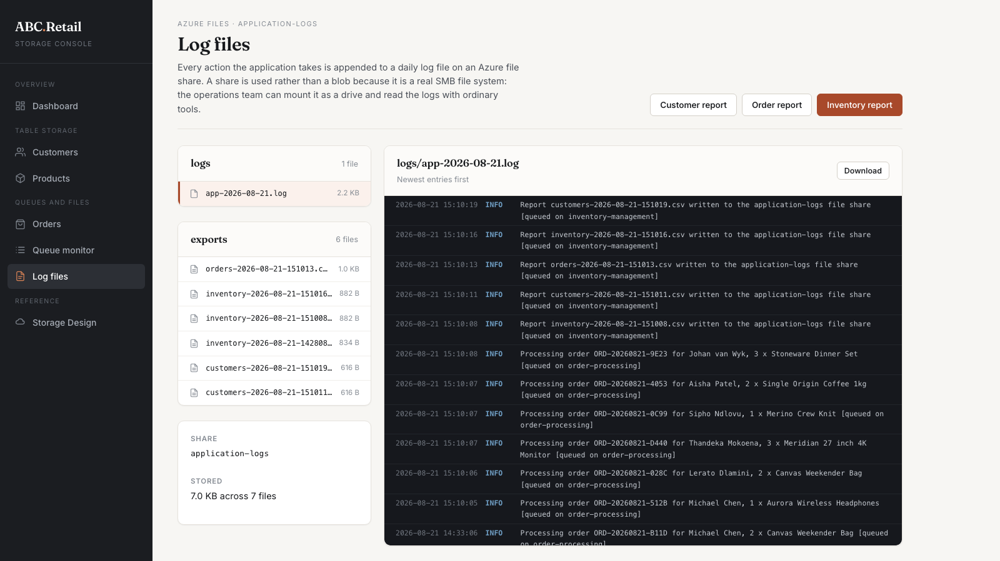 ABC.Retail
STORAGE CONSOLE
OVERVIEW
Dashboard
TABLE STORAGE
Customers
Products
QUEUES AND FILES
Orders
Queue monitor
Log files
REFERENCE
Storage Design
AZURE FILES · APPLICATION-LOGS
Log files
Every action the application takes is appended to a daily log file on an Azure file
share. A share is used rather than a blob because it is a real SMB file system:
the operations team can mount it as a drive and read the logs with ordinary
tools.
Customer report
Order report
Inventory report
logs
1 file
app-2026-08-21.log
2.2 KB
exports
6 files
orders-2026-08-21-151013.c…
1.0 KB
inventory-2026-08-21-151016…
882 B
inventory-2026-08-21-151008…
882 B
inventory-2026-08-21-142808…
834 B
customers-2026-08-21-151019…
616 B
customers-2026-08-21-151011…
616 B
SHARE
application-logs
STORED
7.0 KB across 7 files
logs/app-2026-08-21.log
Newest entries first
Download
2026-08-21 15:10:19 INFO Report customers-2026-08-21-151019.csv written to the application-logs file share
[queued on inventory-management]
2026-08-21 15:10:16 INFO Report inventory-2026-08-21-151016.csv written to the application-logs file share
[queued on inventory-management]
2026-08-21 15:10:13 INFO Report orders-2026-08-21-151013.csv written to the application-logs file share
[queued on inventory-management]
2026-08-21 15:10:11 INFO Report customers-2026-08-21-151011.csv written to the application-logs file share
[queued on inventory-management]
2026-08-21 15:10:08 INFO Report inventory-2026-08-21-151008.csv written to the application-logs file share
[queued on inventory-management]
2026-08-21 15:10:08 INFO Processing order ORD-20260821-9E23 for Johan van Wyk, 3 x Stoneware Dinner Set
[queued on order-processing]
2026-08-21 15:10:07 INFO Processing order ORD-20260821-4053 for Aisha Patel, 2 x Single Origin Coffee 1kg
[queued on order-processing]
2026-08-21 15:10:07 INFO Processing order ORD-20260821-0C99 for Sipho Ndlovu, 1 x Merino Crew Knit [queued on
order-processing]
2026-08-21 15:10:07 INFO Processing order ORD-20260821-D440 for Thandeka Mokoena, 3 x Meridian 27 inch 4K
Monitor [queued on order-processing]
2026-08-21 15:10:06 INFO Processing order ORD-20260821-028C for Lerato Dlamini, 2 x Canvas Weekender Bag
[queued on order-processing]
2026-08-21 15:10:05 INFO Processing order ORD-20260821-512B for Michael Chen, 1 x Aurora Wireless Headphones
[queued on order-processing]
2026-08-21 14:33:06 INFO Processing order ORD-20260821-B11D for Michael Chen, 2 x Canvas Weekender Bag [queued
on order-processing]